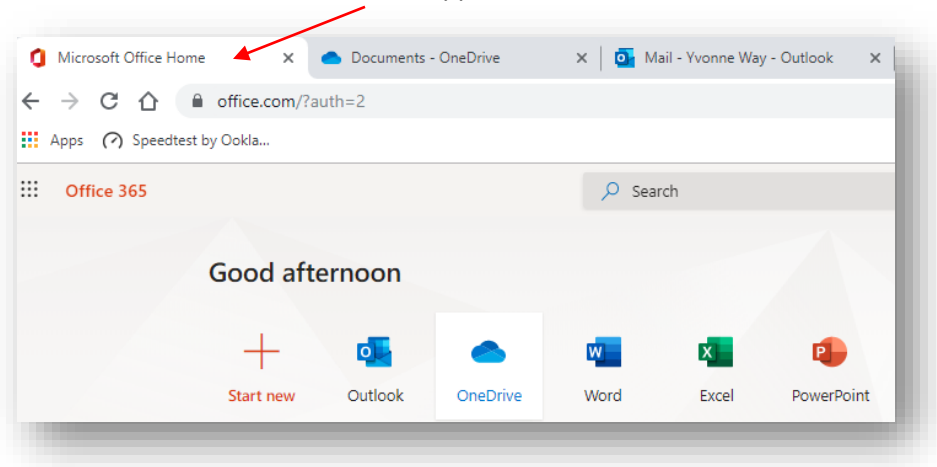 Microsoft Office Home
Documents - OneDrive
Mail - Yvonne Way - Outlook
office.com/?auth=2
Apps
Speedtest by Ookla...
Office 365
Search
Good afternoon
Start new
Outlook
OneDrive
Word
Excel
PowerPoint